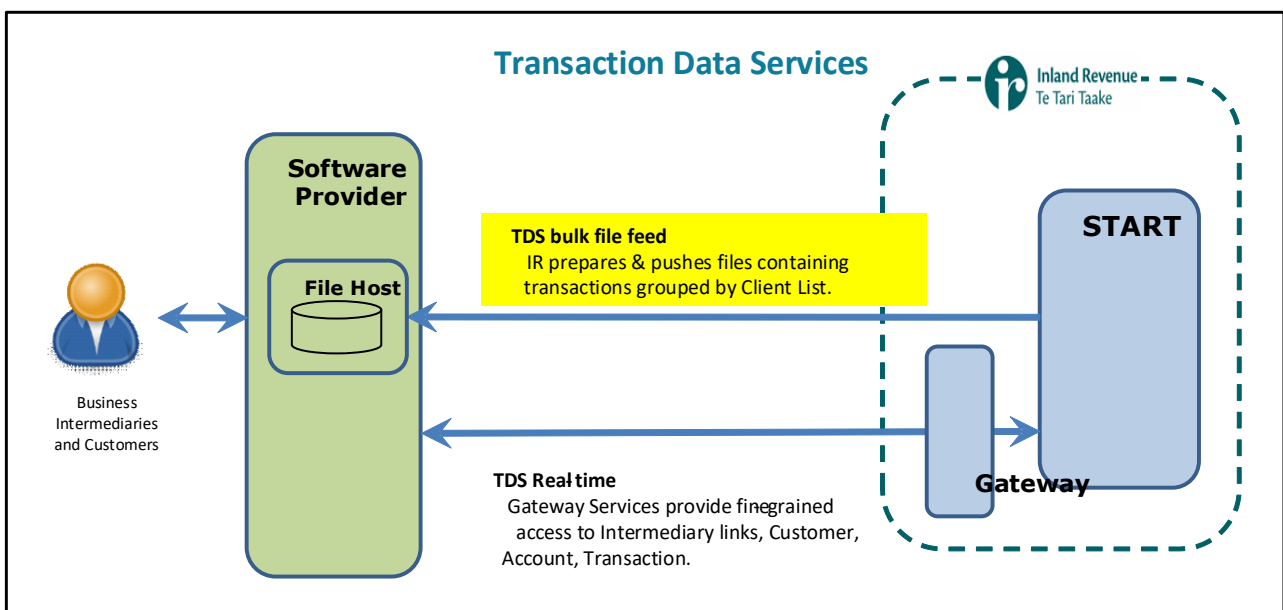 Transaction Data Services
Inland Revenue
Te Tari Taake
Software
Provider
START
TDS bulk file feed
IR prepares & pushes files containing
transactions grouped by Client List.
File Host
Business
Intermediaries
and Customers
TDS Real-time
Gateway Services provide fine-grained
access to Intermediary links, Customer,
Account, Transaction.
Gateway
ir